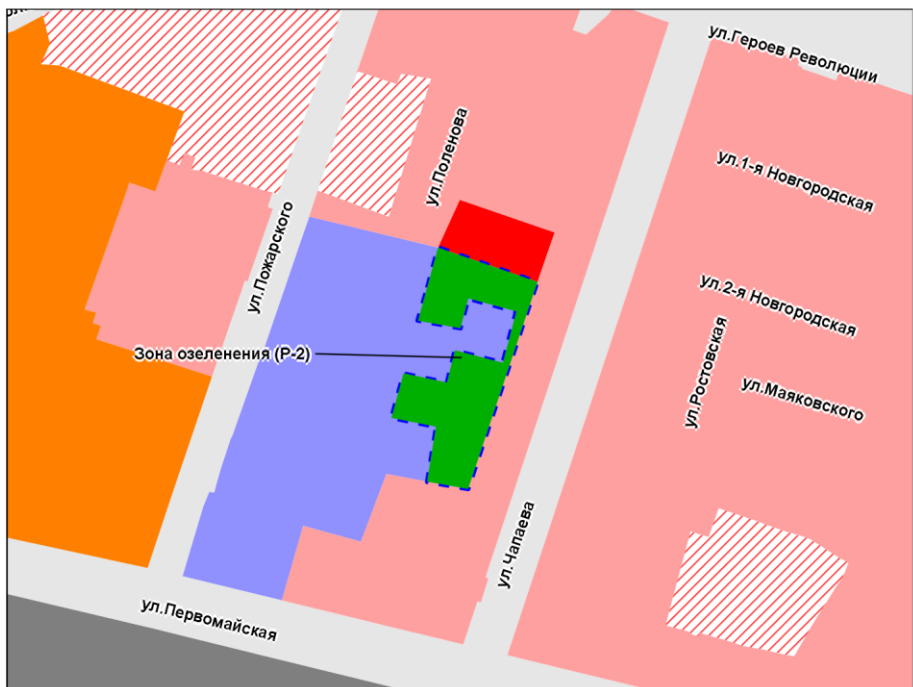 ул.Героев Революции
ул.1-я Новгородская
ул.Поленова
ул.Пожарского
ул.2-я Новгородская
Зона озеленения (Р-2)
ул.Ростовская
ул.Маяковского
ул.Чапаева
ул.Первомайская